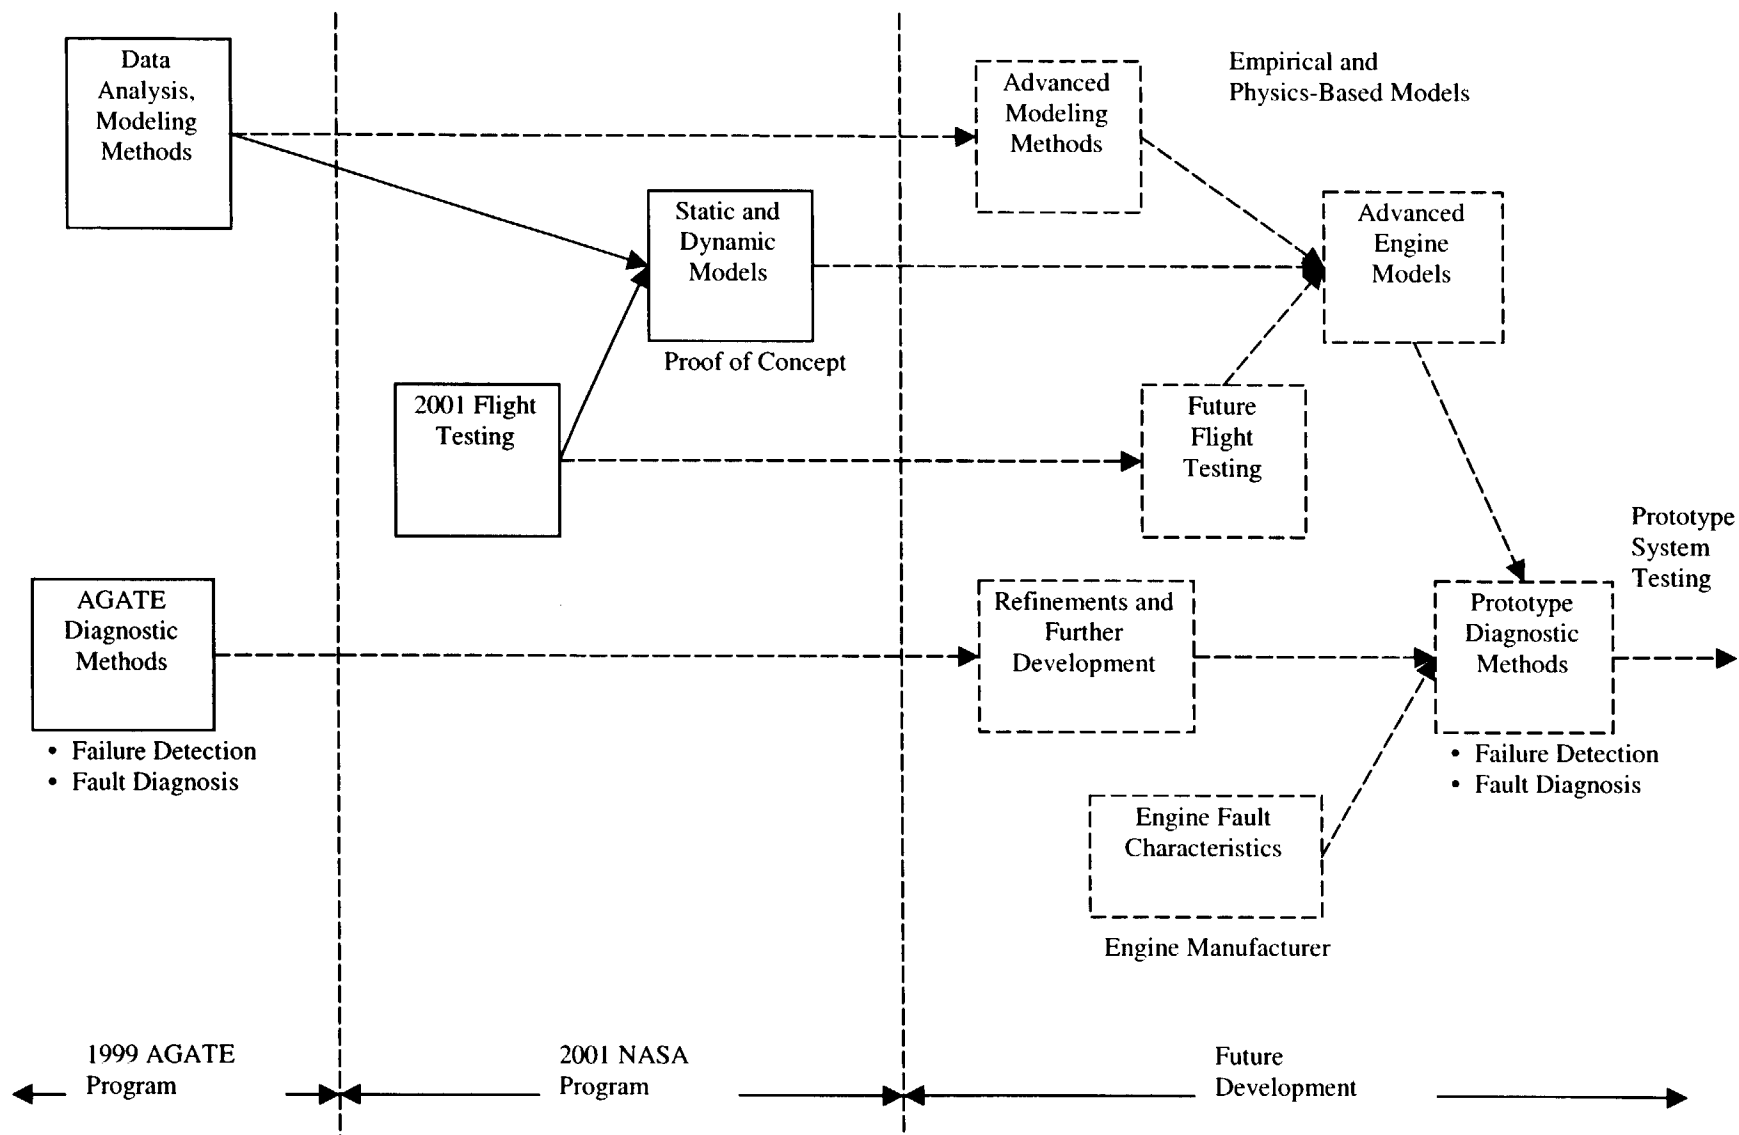 Data
Analysis,
Modeling
Methods
Advanced
Modeling
Methods
Empirical and
Physics-Based Models
Static and
Dynamic
Models
Proof of Concept
Advanced
Engine
Models
2001 Flight
Testing
Future
Flight
Testing
AGATE
Diagnostic
Methods
• Failure Detection
• Fault Diagnosis
Refinements and
Further
Development
Prototype
System
Testing
Prototype
Diagnostic
Methods
• Failure Detection
• Fault Diagnosis
Engine Fault
Characteristics
Engine Manufacturer
1999 AGATE
Program
2001 NASA
Program
Future
Development